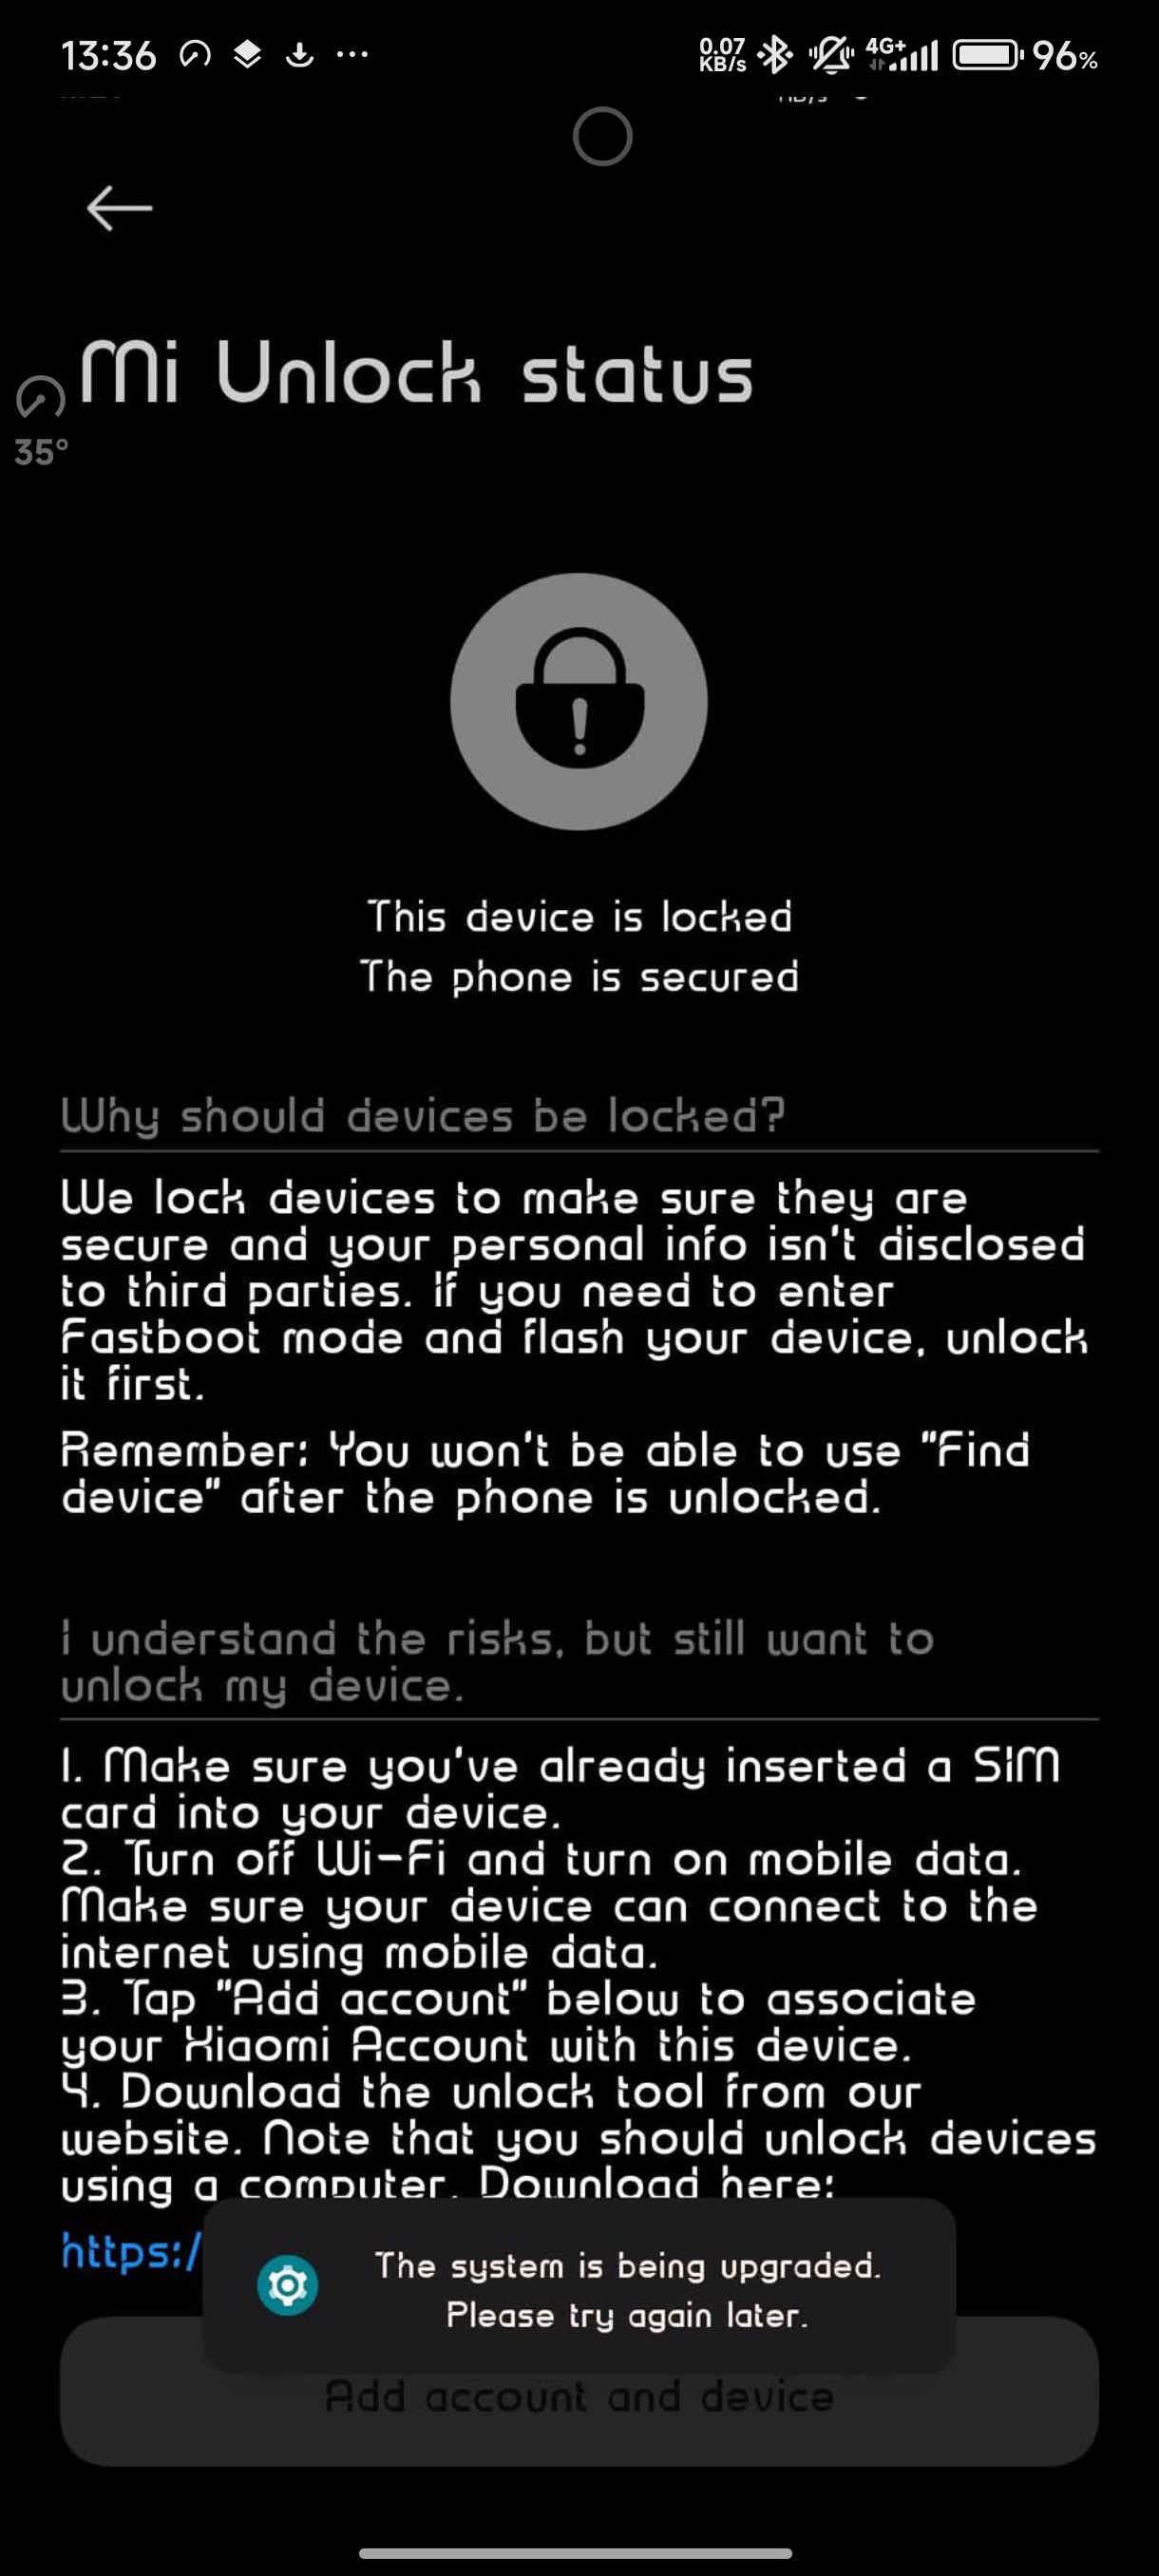 13:36
0.07
KB/s
4G+
96%
Mi Unlock status
35°
This device is locked
The phone is secured
Why should devices be locked?
We lock devices to make sure they are
secure and your personal info isn't disclosed
to third parties. If you need to enter
Fastboot mode and flash your device, unlock
it first.
Remember: You won't be able to use "Find
device" after the phone is unlocked.
I understand the risks, but still want to
unlock my device.
1. Make sure you've already inserted a SIM
card into your device.
2. Turn off Wi-Fi and turn on mobile data.
Make sure your device can connect to the
internet using mobile data.
3. Tap "Add account" below to associate
your Xiaomi Account with this device.
4. Download the unlock tool from our
website. Note that you should unlock devices
using a computer. Download here:
https:/
The system is being upgraded.
Please try again later.
Add account and device